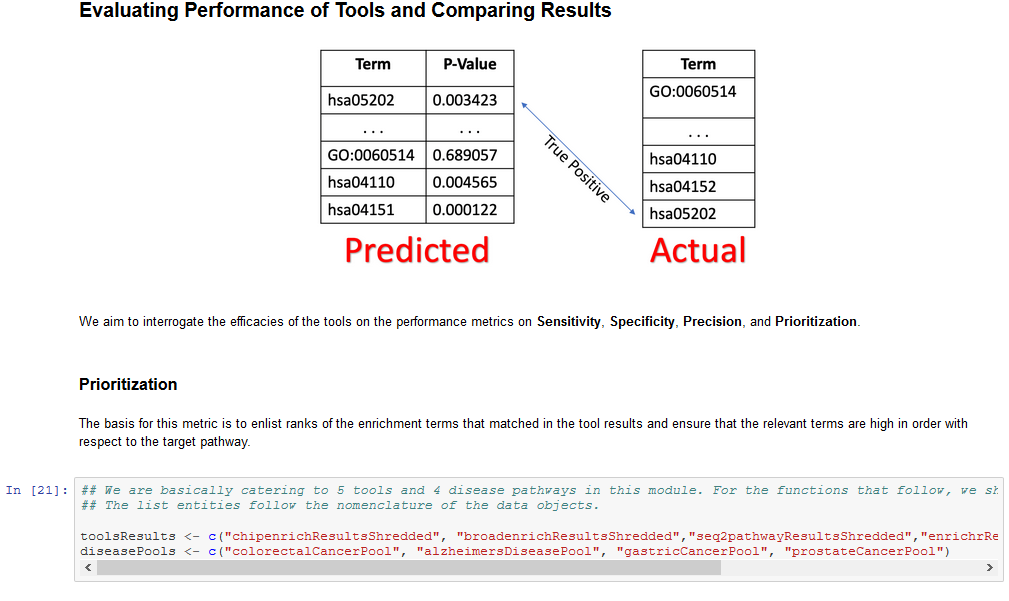 Evaluating Performance of Tools and Comparing Results
Term P-Value
hsa05202 0.003423
... ...
GO:0060514 0.689057
hsa04110 0.004565
hsa04151 0.000122
Predicted
True Positive
Term
GO:0060514
...
hsa04110
hsa04152
hsa05202
Actual
We aim to interrogate the efficacies of the tools on the performance metrics on Sensitivity, Specificity, Precision, and Prioritization.
Prioritization
The basis for this metric is to enlist ranks of the enrichment terms that matched in the tool results and ensure that the relevant terms are high in order with
respect to the target pathway.
In [21]: ## We are basically catering to 5 tools and 4 disease pathways in this module. For the functions that follow, we sh
## The list entities follow the nomenclature of the data objects.
toolsResults <- c("chipenrichResultsShredded", "broadenrichResultsShredded","seq2pathwayResultsShredded","enrichrRe
diseasePools <- c("colorectalCancerPool", "alzheimersDiseasePool", "gastricCancerPool", "prostateCancerPool")